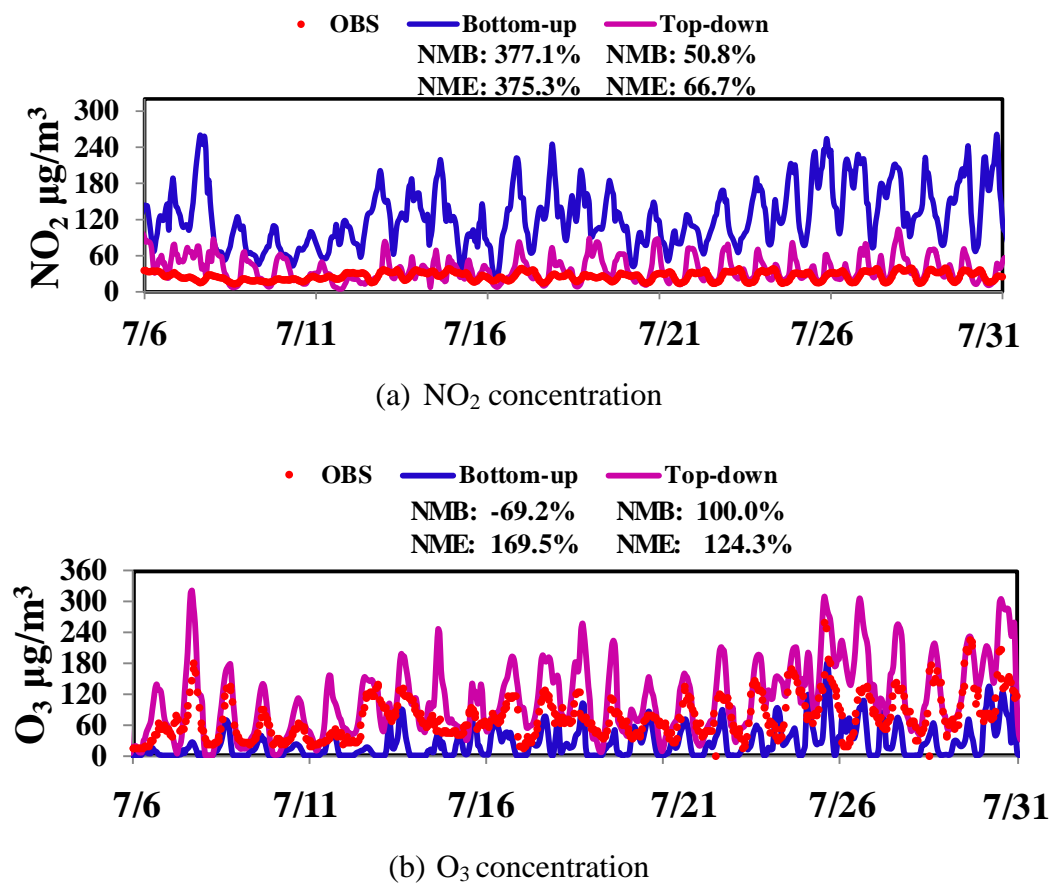 OBS Bottom-up Top-down
NMB: 377.1% NMB: 50.8%
NME: 375.3% NME: 66.7%
300
240
180
120
60
0
NO₂ µg/m³
7/6 7/11 7/16 7/21 7/26 7/31
(a) NO₂ concentration
OBS Bottom-up Top-down
NMB: -69.2% NMB: 100.0%
NME: 169.5% NME: 124.3%
360
300
240
180
120
60
0
O₃ µg/m³
7/6 7/11 7/16 7/21 7/26 7/31
(b) O₃ concentration